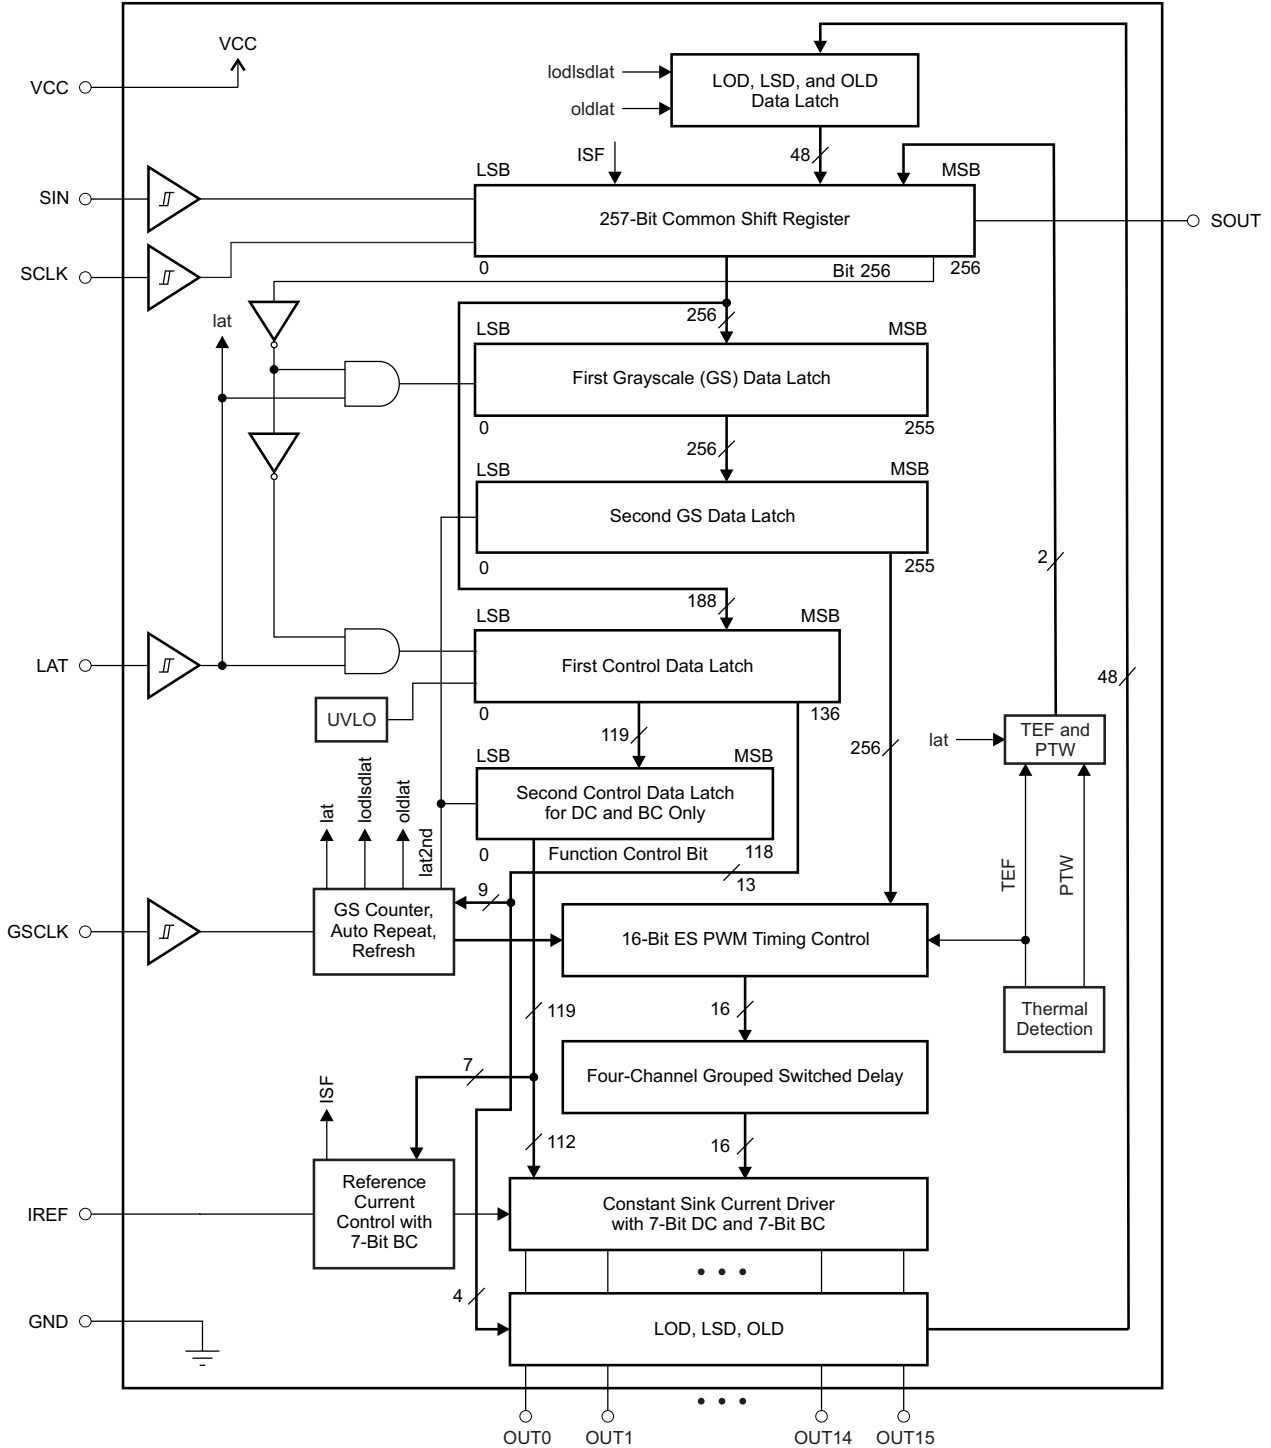 VCC
VCC
lodlsdlat
oldlat
LOD, LSD, and OLD
Data Latch
ISF
48
LSB
MSB
SIN
257-Bit Common Shift Register
SOUT
SCLK
0
Bit 256
256
lat
256
LSB
MSB
First Grayscale (GS) Data Latch
0
255
256
LSB
MSB
Second GS Data Latch
0
255
2
188
LSB
MSB
LAT
First Control Data Latch
48
UVLO
0
136
119
256
lat
TEF and
PTW
LSB
MSB
Second Control Data Latch
for DC and BC Only
lat
lodlsdlat
oldlat
lat2nd
0
Function Control Bit
118
13
9
TEF
PTW
GSCLK
GS Counter,
Auto Repeat,
Refresh
16-Bit ES PWM Timing Control
119
16
Thermal
Detection
7
Four-Channel Grouped Switched Delay
ISF
112
16
IREF
Reference
Current
Control with
7-Bit BC
Constant Sink Current Driver
with 7-Bit DC and 7-Bit BC
• • •
4
GND
LOD, LSD, OLD
• • •
OUT0
OUT1
OUT14
OUT15